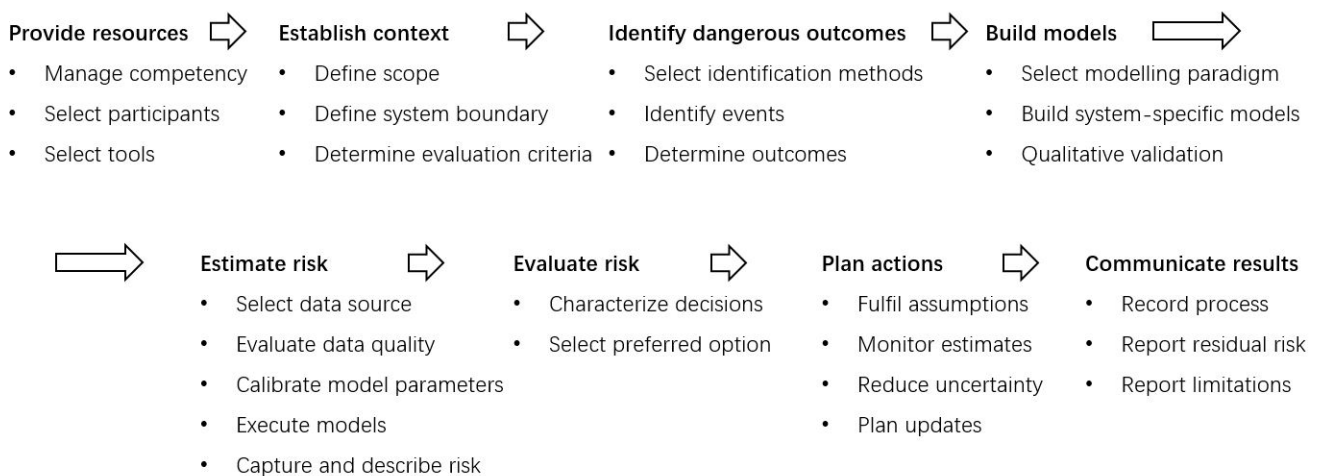 Provide resources
• Manage competency
• Select participants
• Select tools
Establish context
• Define scope
• Define system boundary
• Determine evaluation criteria
Identify dangerous outcomes
• Select identification methods
• Identify events
• Determine outcomes
Build models
• Select modelling paradigm
• Build system-specific models
• Qualitative validation
Estimate risk
• Select data source
• Evaluate data quality
• Calibrate model parameters
• Execute models
• Capture and describe risk
Evaluate risk
• Characterize decisions
• Select preferred option
Plan actions
• Fulfil assumptions
• Monitor estimates
• Reduce uncertainty
• Plan updates
Communicate results
• Record process
• Report residual risk
• Report limitations